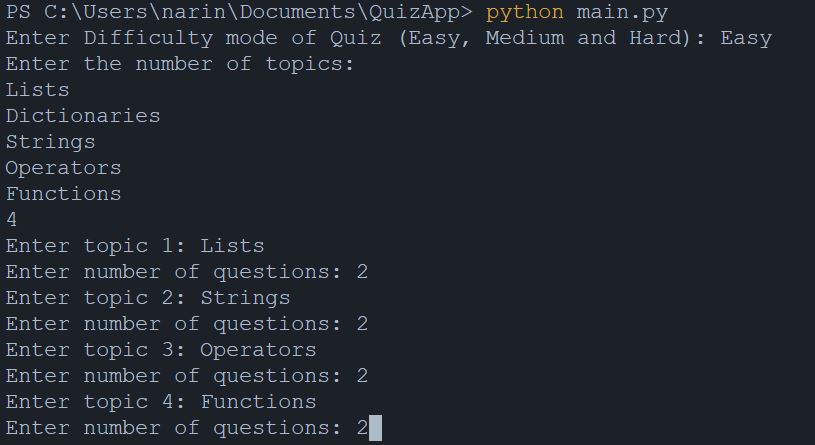 PS C:\Users\narin\Documents\QuizApp> python main.py
Enter Difficulty mode of Quiz (Easy, Medium and Hard): Easy
Enter the number of topics:
Lists
Dictionaries
Strings
Operators
Functions
4
Enter topic 1: Lists
Enter number of questions: 2
Enter topic 2: Strings
Enter number of questions: 2
Enter topic 3: Operators
Enter number of questions: 2
Enter topic 4: Functions
Enter number of questions: 2